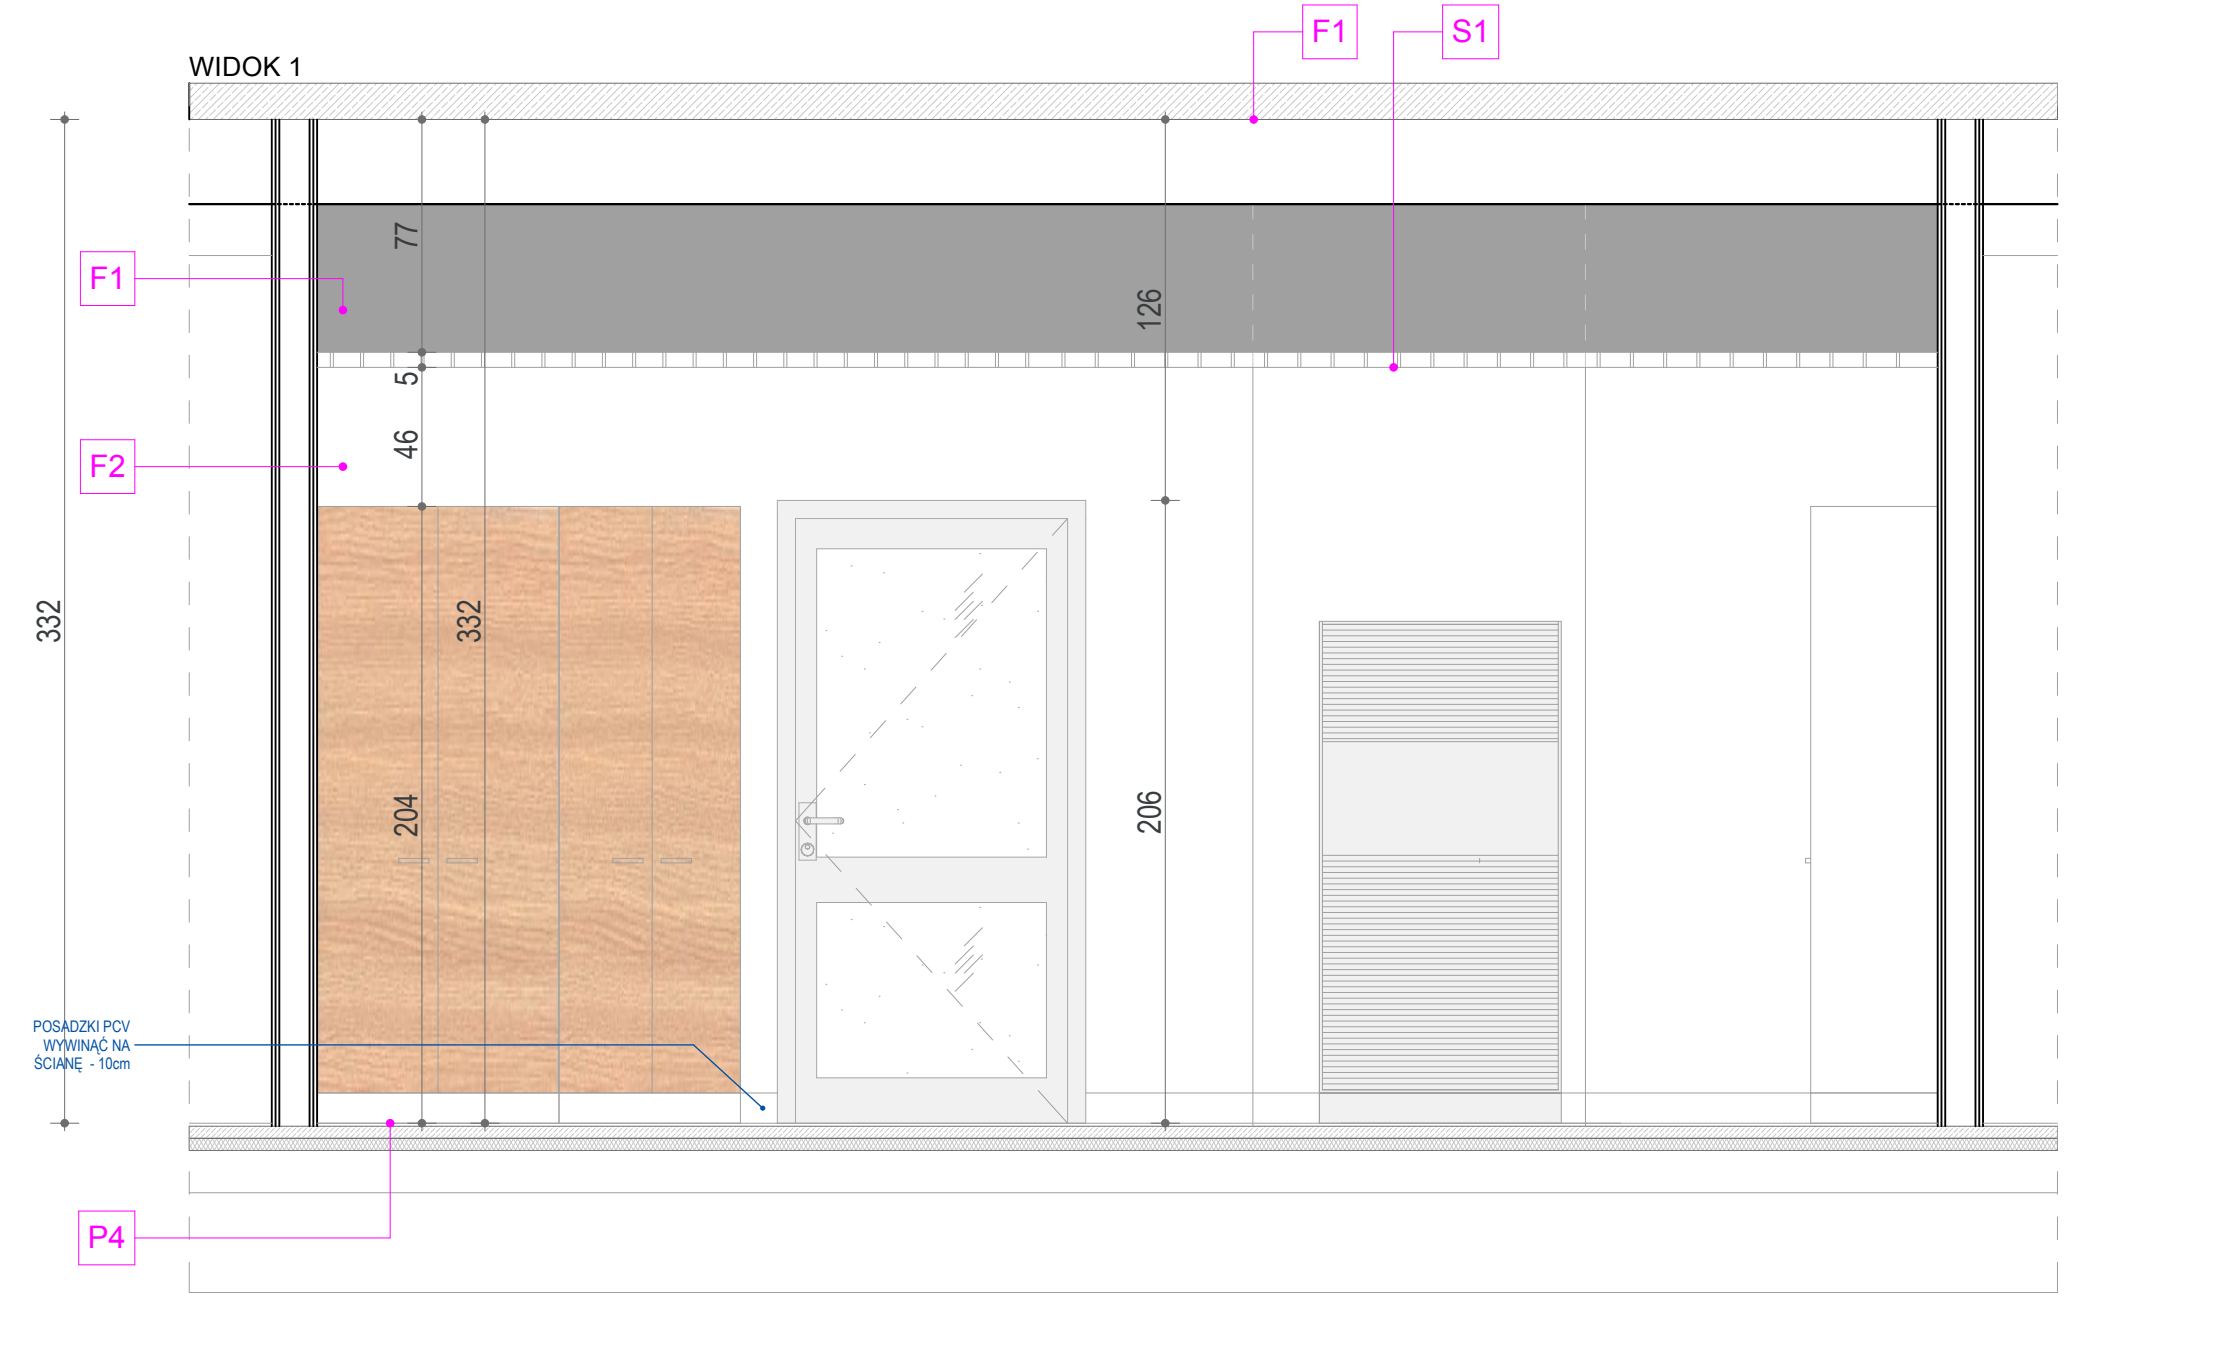 F1
S1
WIDOK 1
77
F1
126
5
46
F2
332
332
204
206
POSADZKI PCV
WYWINĄĆ NA
ŚCIANĘ - 10cm
P4